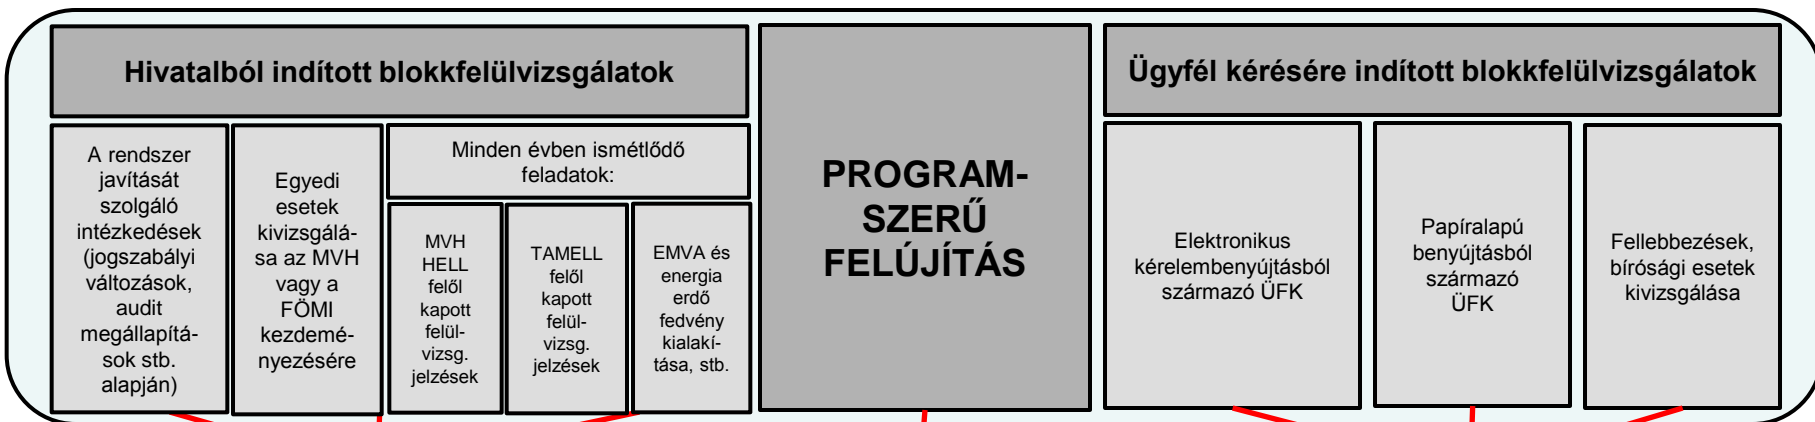 Hivatalból indított blokkfelülvizsgálatok
A rendszer
javítását
szolgáló
intézkedések
(jogszabályi
változások,
audit
megállapítá-
sok stb.
alapján)
Egyedi
esetek
kivizsgálá-
sa az MVH
vagy a
FÖMI
kezdemé-
nyezésére
Minden évben ismétlődő
feladatok:
MVH
HELL
felől
kapott
felül-
vizsg.
jelzések
TAMELL
felől
kapott
felül-
vizsg.
jelzések
EMVA és
energia
erdő
fedvény
kialakí-
tása, stb.
PROGRAM-
SZERŰ
FELÚJÍTÁS
Ügyfél kérésére indított blokkfelülvizsgálatok
Elektronikus
kérelembenyújtásból
származó ÜFK
Papíralapú
benyújtásból
származó
ÜFK
Fellebbezések,
bírósági esetek
kivizsgálása